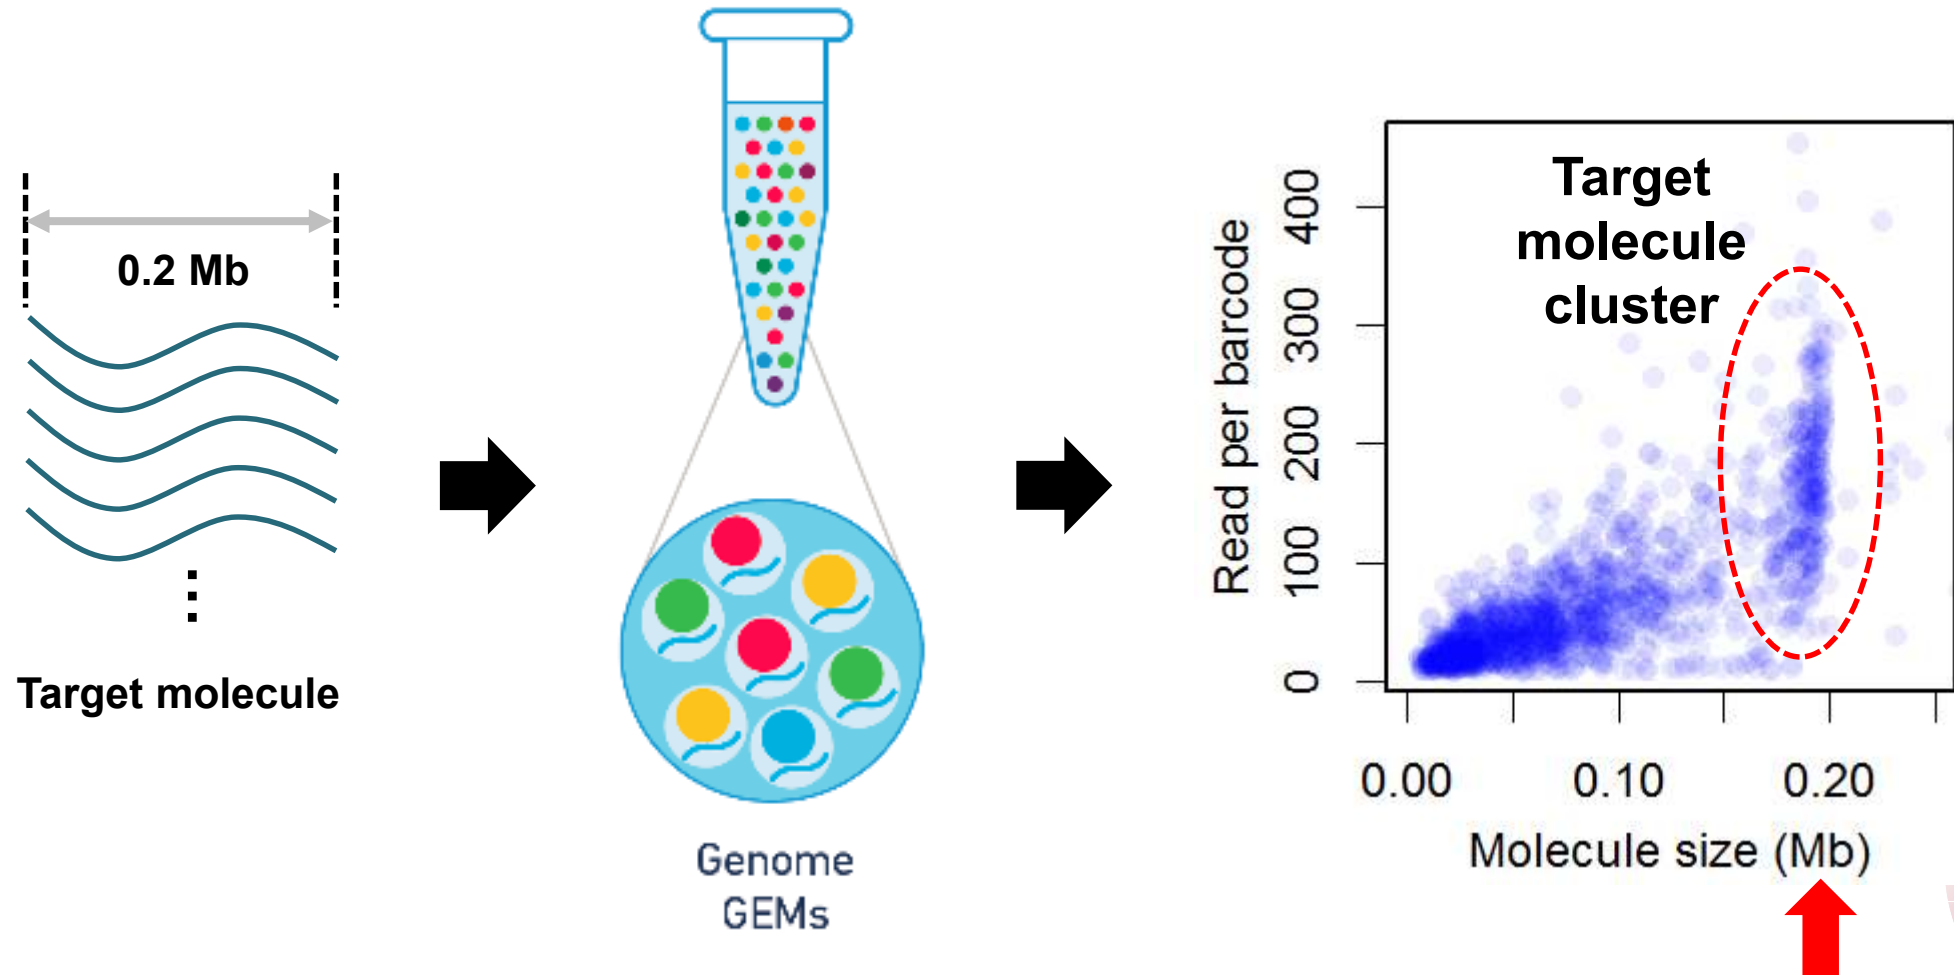 0.2 Mb
Target molecule
Genome
GEMs
Target
molecule
cluster
Read per barcode
400
300
200
100
0
0.00 0.10 0.20
Molecule size (Mb)